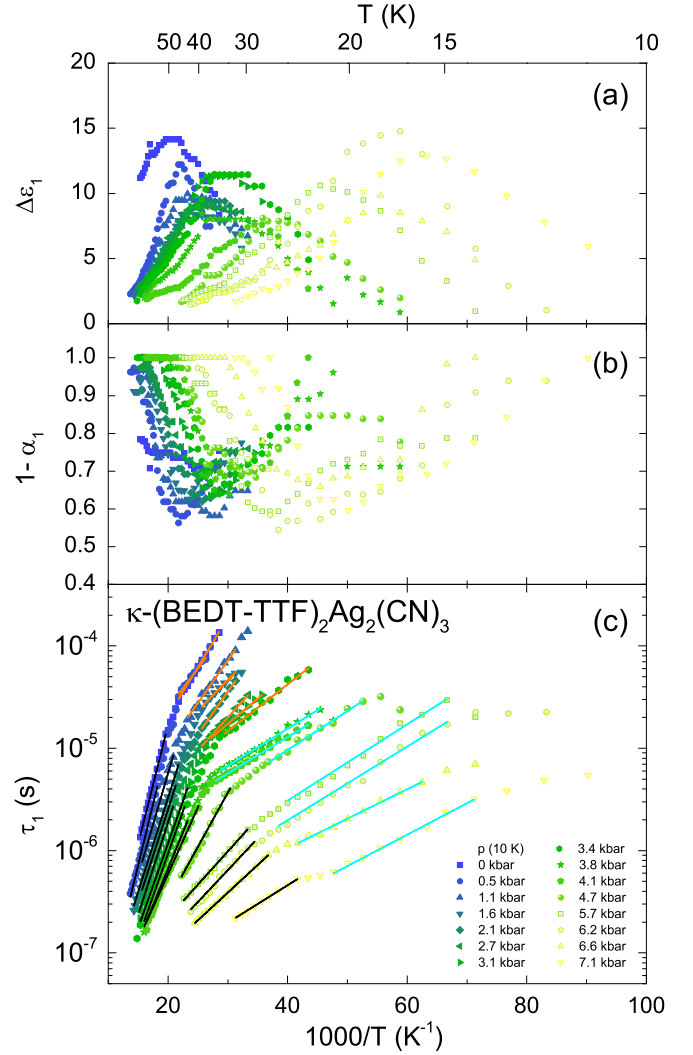 T (K)
50 40 30 20 15 10
(a)
20
15
10
5
0
Δε₁
(b)
1.0
0.9
0.8
0.7
0.6
0.5
0.4
1- α₁
κ-(BEDT-TTF)₂Ag₂(CN)₃
(c)
10⁻⁴
10⁻⁵
10⁻⁶
10⁻⁷
τ₁ (s)
p (10 K)
0 kbar
0.5 kbar
1.1 kbar
1.6 kbar
2.1 kbar
2.7 kbar
3.1 kbar
3.4 kbar
3.8 kbar
4.1 kbar
4.7 kbar
5.7 kbar
6.2 kbar
6.6 kbar
7.1 kbar
20 40 60 80 100
1000/T (K⁻¹)